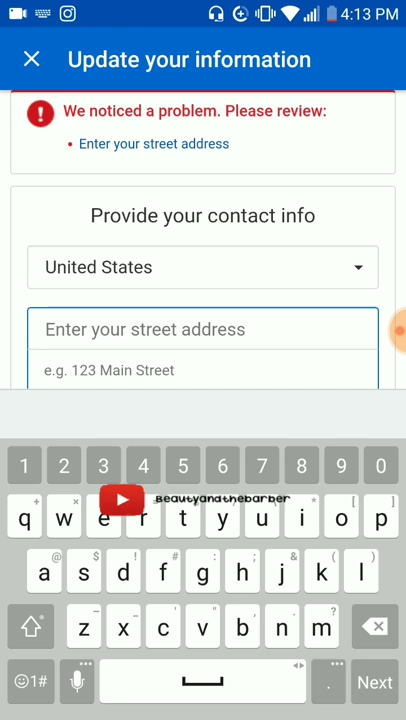 4:13 PM
Update your information
We noticed a problem. Please review:
• Enter your street address
Provide your contact info
United States
Enter your street address
e.g. 123 Main Street
1 2 3 4 5 6 7 8 9 0
Beautyandthebarber
+ × * [ ]
q w e r t y u i o p
@ $ ! # : ; & ( )
a s d f g h j k l
z x c v b n m
1# . Next